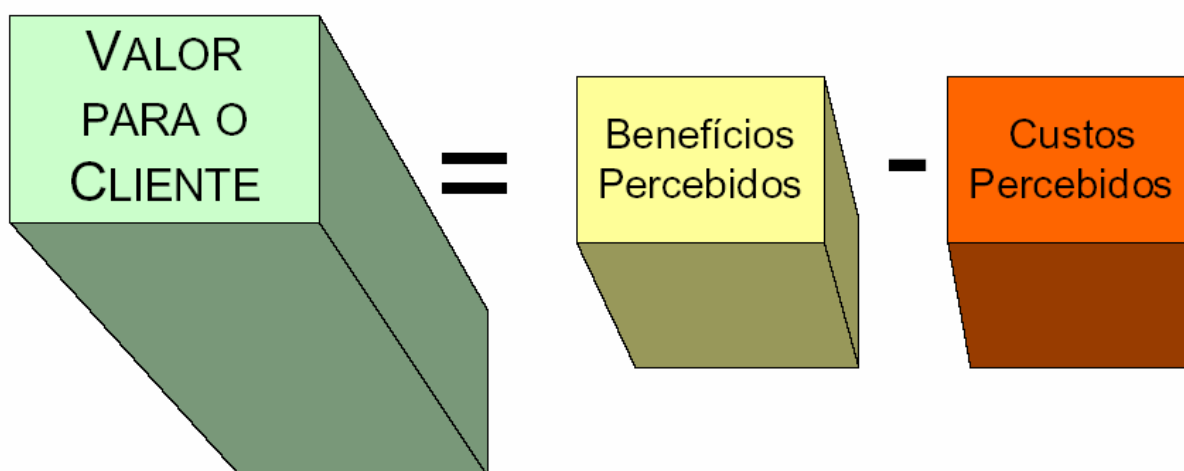 VALOR
PARA O
CLIENTE
=
Benefícios
Percebidos
-
Custos
Percebidos